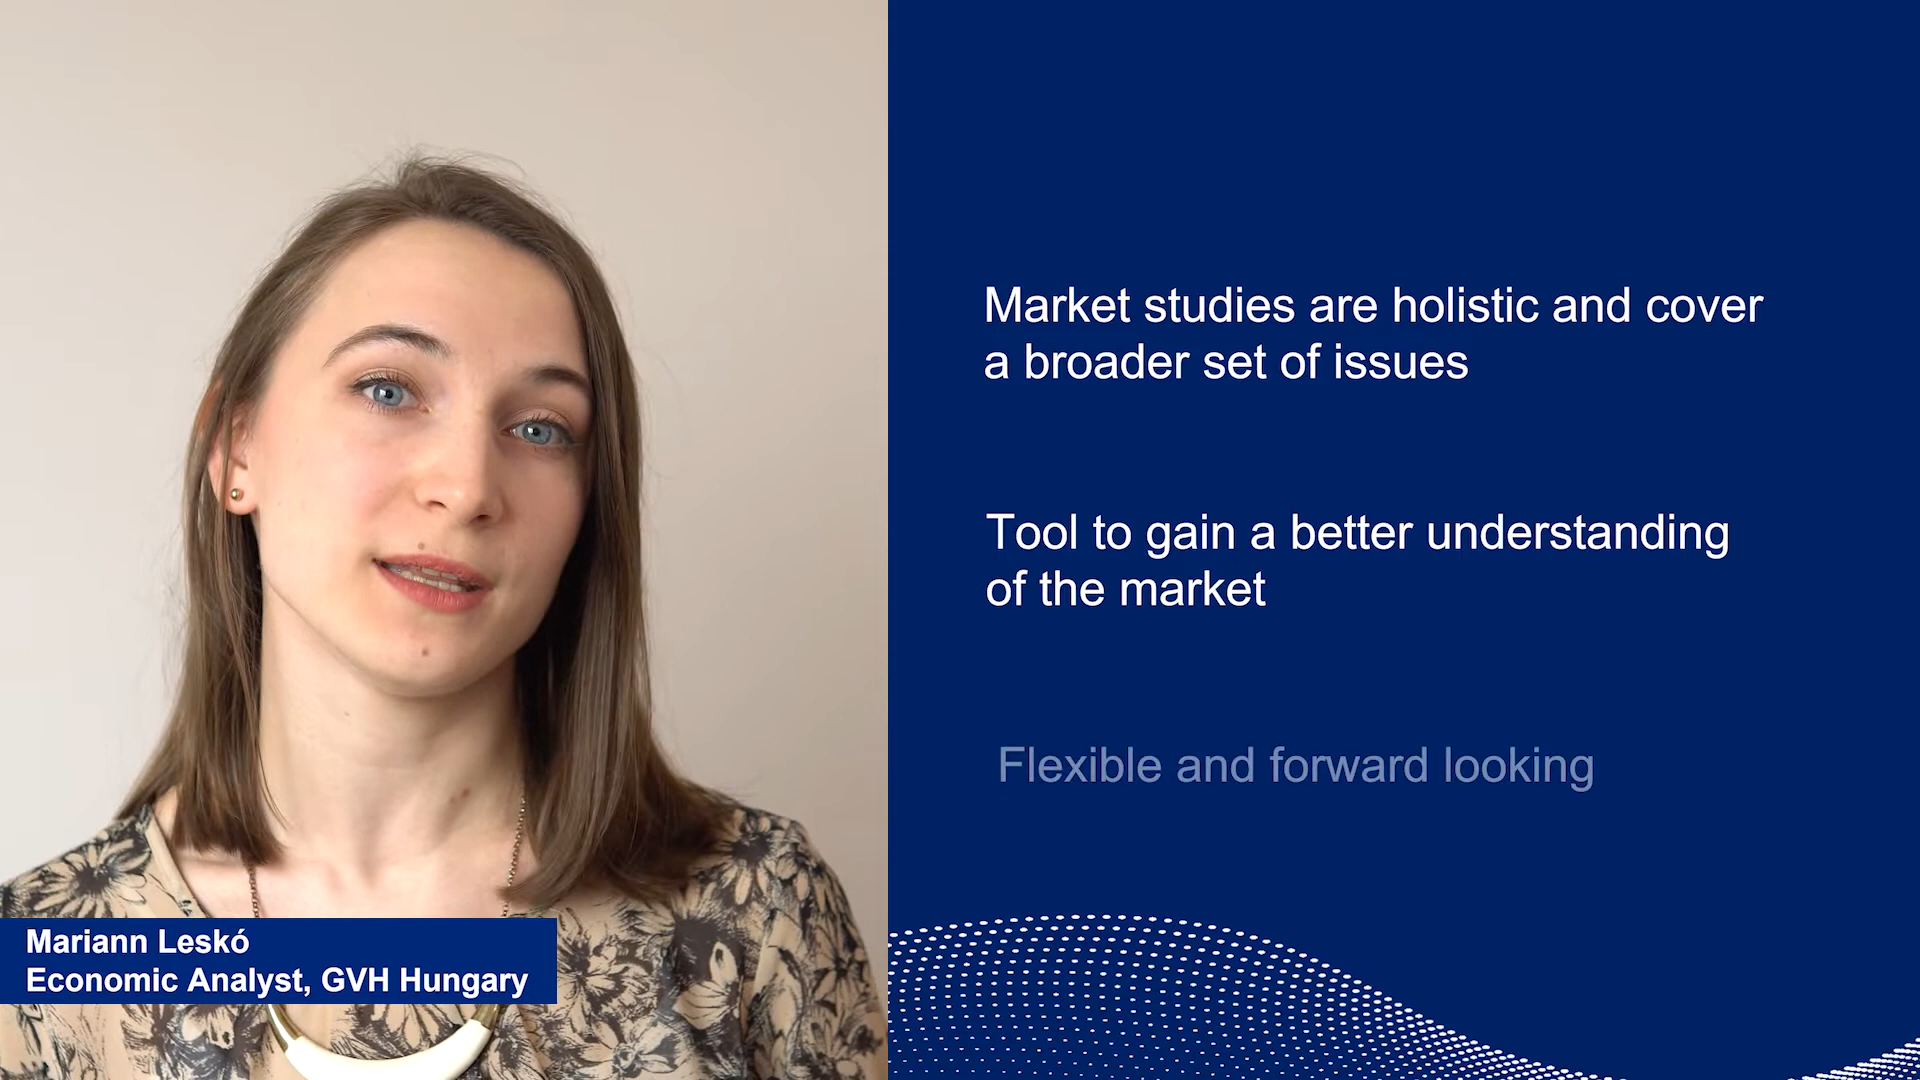 Market studies are holistic and cover
a broader set of issues
Tool to gain a better understanding
of the market
Flexible and forward looking
Mariann Leskó
Economic Analyst, GVH Hungary